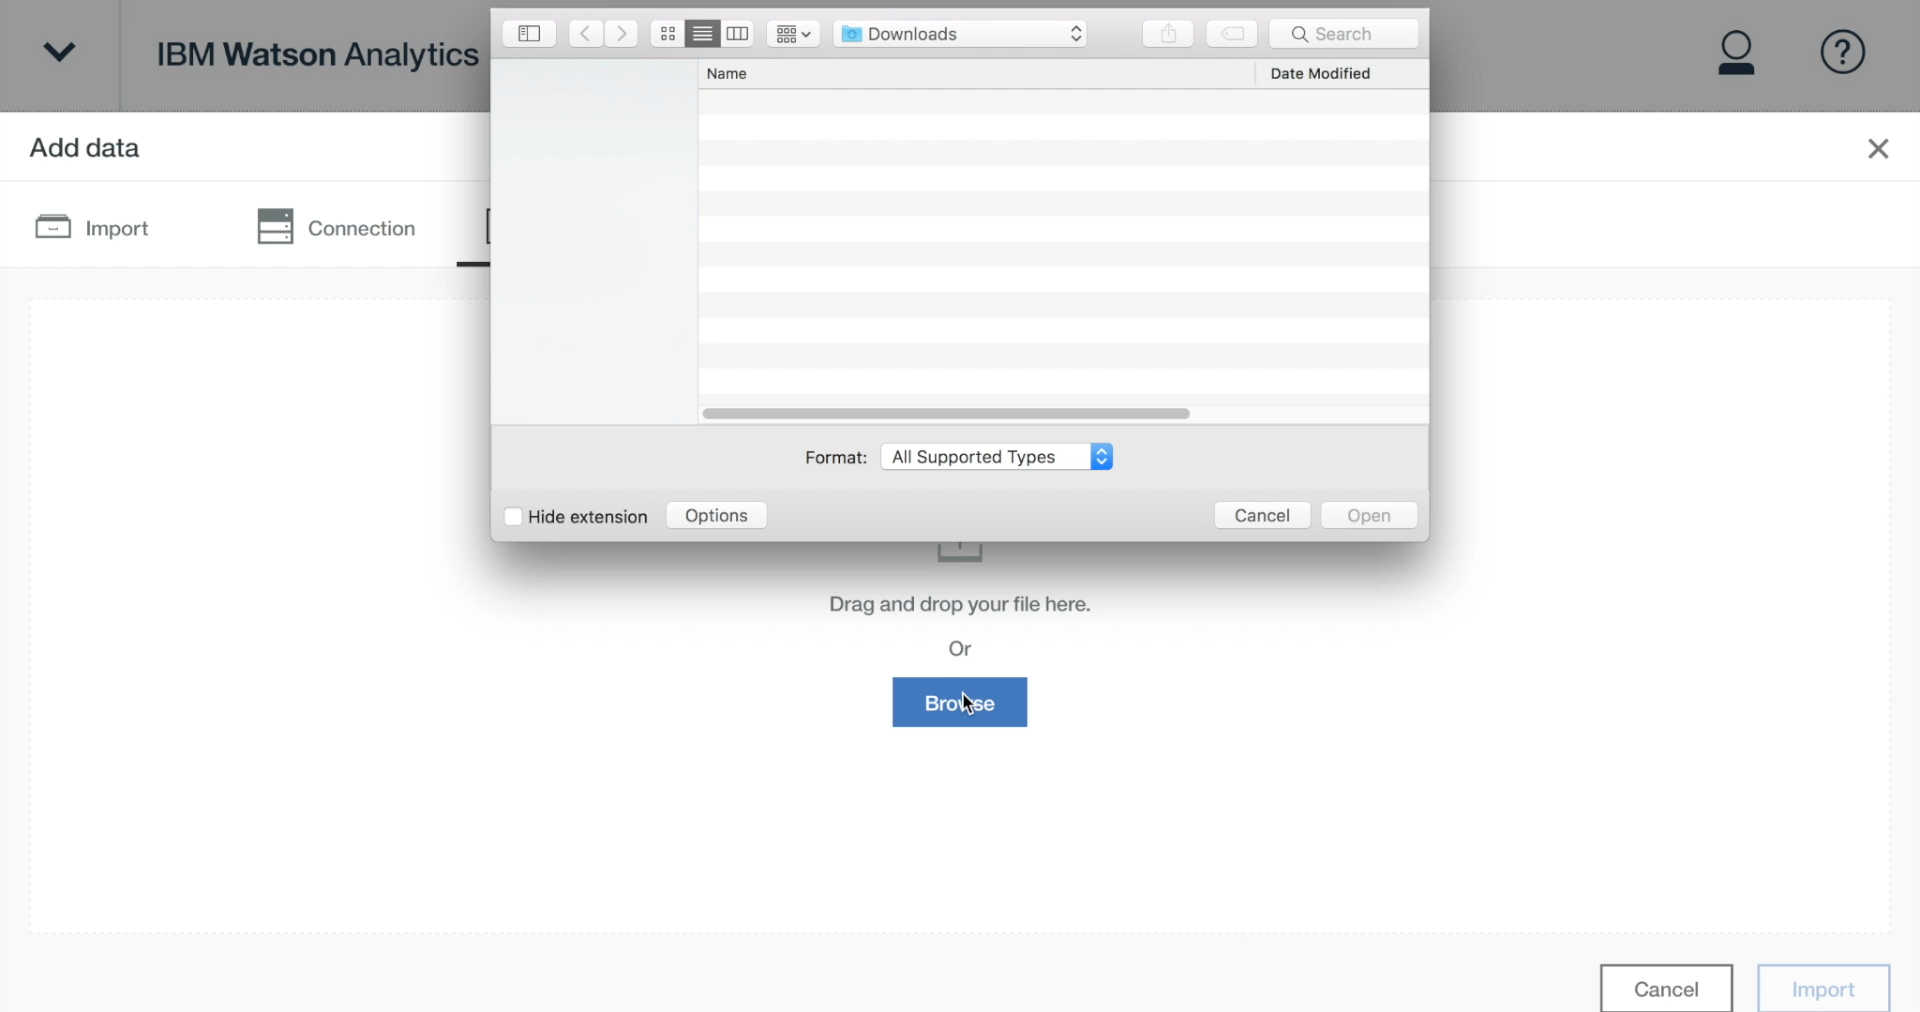 IBM Watson Analytics
Downloads
Search
?
Name
Date Modified
Add data
Import
Connection
Format: All Supported Types
Hide extension
Options
Cancel
Open
Drag and drop your file here.
Or
Browse
Cancel
Import